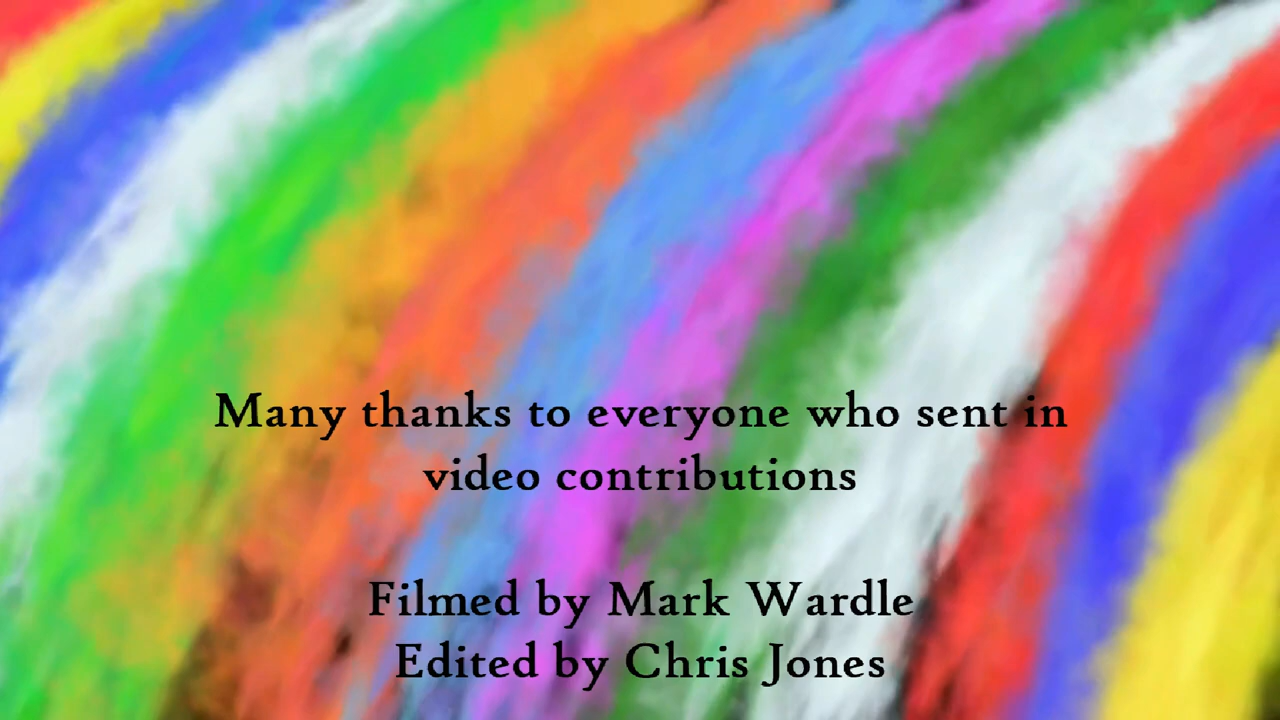 Many thanks to everyone who sent in
video contributions
Filmed by Mark Wardle
Edited by Chris Jones